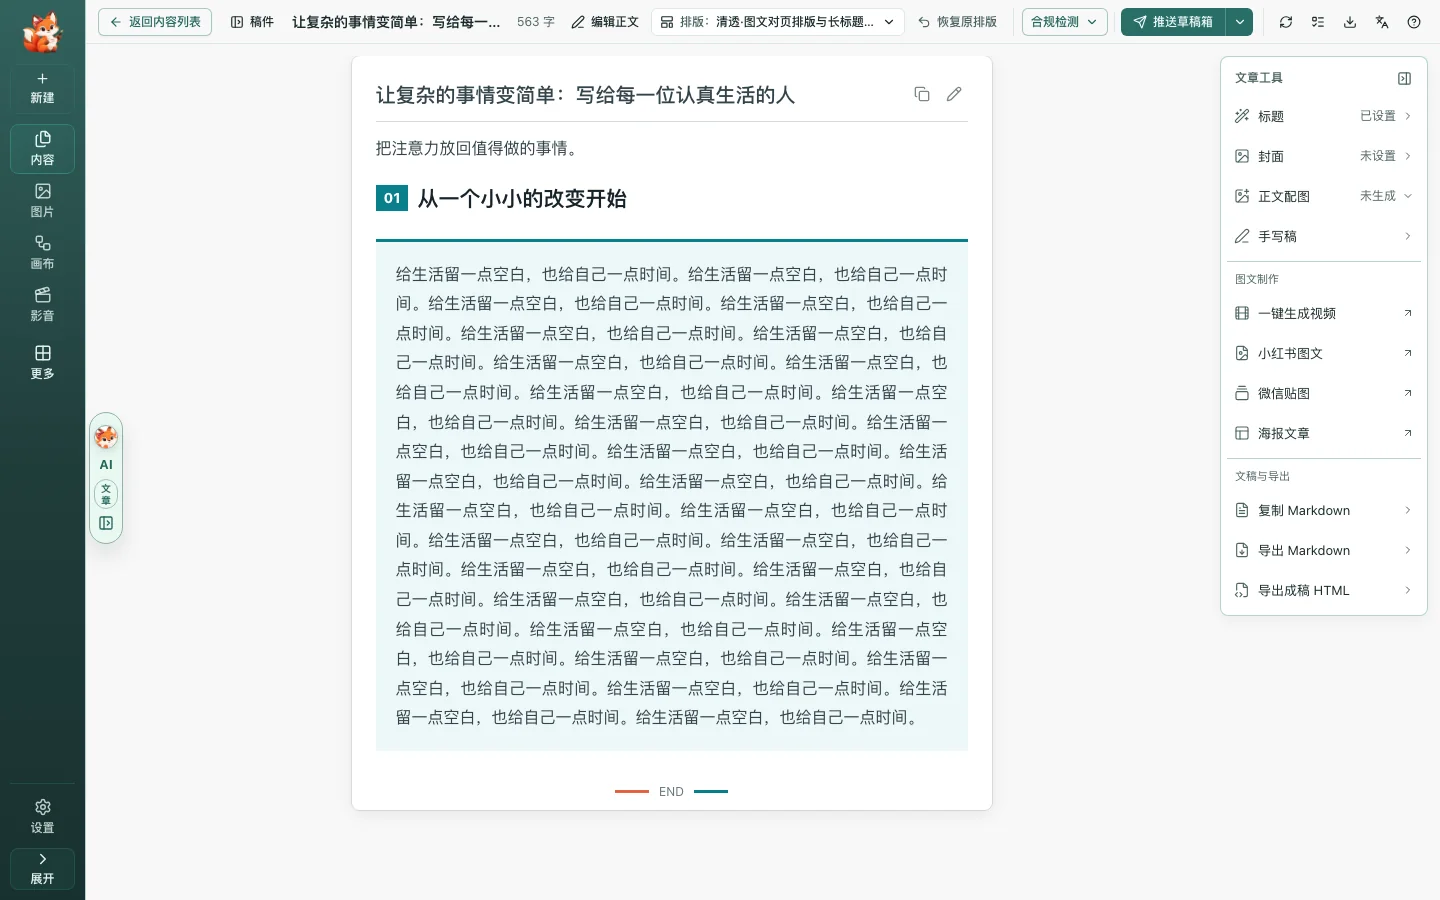 返回内容列表
稿件
让复杂的事情变简单：写给每一...
563 字
编辑正文
排版：清透·图文对页排版与长标题...
恢复原排版
合规检测
推送草稿箱
新建
内容
图片
画布
影音
更多
设置
展开
AI
文
章
让复杂的事情变简单：写给每一位认真生活的人
把注意力放回值得做的事情。
01 从一个小小的改变开始
给生活留一点空白，也给自己一点时间。给生活留一点空白，也给自己一点时
间。给生活留一点空白，也给自己一点时间。给生活留一点空白，也给自己一
点时间。给生活留一点空白，也给自己一点时间。给生活留一点空白，也给自
己一点时间。给生活留一点空白，也给自己一点时间。给生活留一点空白，也
给自己一点时间。给生活留一点空白，也给自己一点时间。给生活留一点空
白，也给自己一点时间。给生活留一点空白，也给自己一点时间。给生活留一
点空白，也给自己一点时间。给生活留一点空白，也给自己一点时间。给生活
留一点空白，也给自己一点时间。给生活留一点空白，也给自己一点时间。给
生活留一点空白，也给自己一点时间。给生活留一点空白，也给自己一点时
间。给生活留一点空白，也给自己一点时间。给生活留一点空白，也给自己一
点时间。给生活留一点空白，也给自己一点时间。给生活留一点空白，也给自
己一点时间。给生活留一点空白，也给自己一点时间。给生活留一点空白，也
给自己一点时间。给生活留一点空白，也给自己一点时间。给生活留一点空
白，也给自己一点时间。给生活留一点空白，也给自己一点时间。给生活留一
点空白，也给自己一点时间。给生活留一点空白，也给自己一点时间。给生活
留一点空白，也给自己一点时间。给生活留一点空白，也给自己一点时间。
END
文章工具
标题 已设置
封面 未设置
正文配图 未生成
手写稿
图文制作
一键生成视频
小红书图文
微信贴图
海报文章
文稿与导出
复制 Markdown
导出 Markdown
导出成稿 HTML